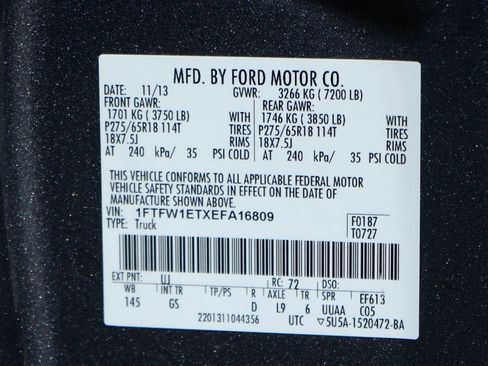 MFD. BY FORD MOTOR CO.
DATE: 11/13 GVWR: 3266 KG ( 7200 LB)
FRONT GAWR: REAR GAWR:
1701 KG ( 3750 LB) WITH 1746 KG ( 3850 LB) WITH
P275/65R18 114T TIRES P275/65R18 114T TIRES
18X7.5J RIMS 18X7.5J RIMS
AT 240 kPa/ 35 PSI COLD AT 240 kPa/ 35 PSI COLD
THIS VEHICLE CONFORMS TO ALL APPLICABLE FEDERAL MOTOR
VEHICLE SAFETY STANDARDS IN EFFECT ON THE DATE OF
MANUFACTURE SHOWN ABOVE.
VIN: 1FTFW1ETXEFA16809 F0187
TYPE: Truck T0727
EXT PNT: UJ RC: 72 DSO:
WB INT TR TP/PS R AXLE TR SPR EF613
145 GS D L9 6 UUAA C05
2201311044356 UTC ▽5U5A-1520472-BA